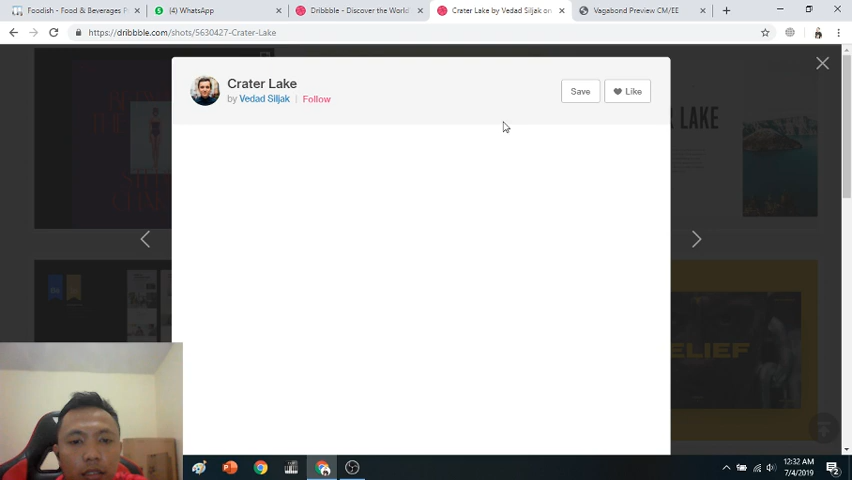 Foodish - Food & Beverages P
(4) WhatsApp
Dribbble - Discover the World
Crater Lake by Vedad Siljak on
Vagabond Preview CM/EE
https://dribbble.com/shots/5630427-Crater-Lake
Crater Lake
by Vedad Siljak | Follow
Save
Like
LAKE
ELIEF
12:32 AM
7/4/2019
2